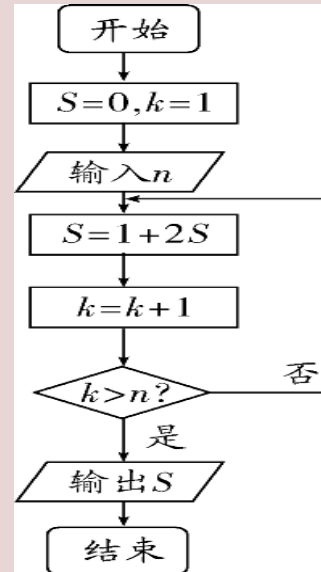 开始
S=0,k=1
输入n
S=1+2S
k=k+1
k>n?
否
是
输出S
结束